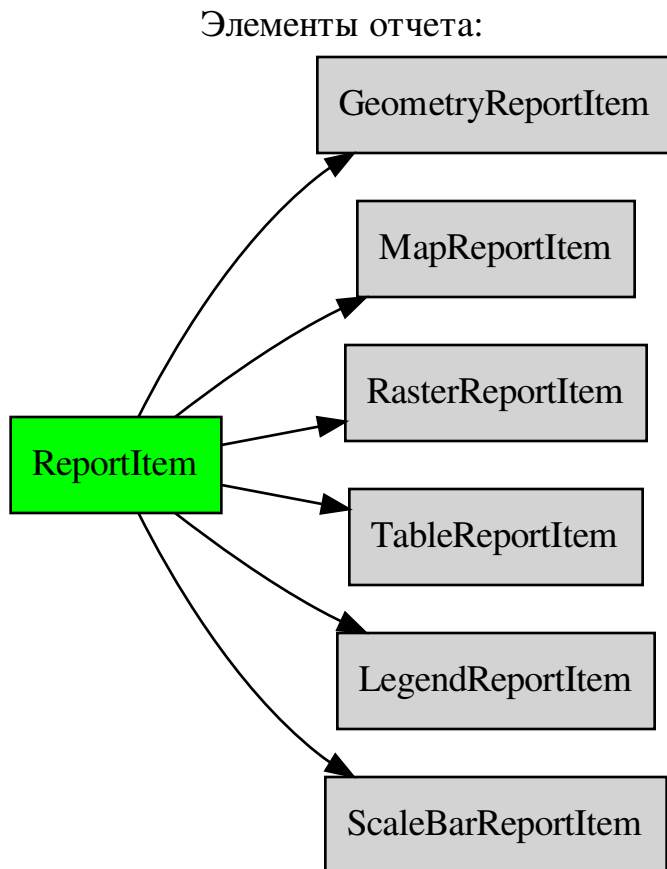 Элементы отчета:
GeometryReportItem
MapReportItem
RasterReportItem
ReportItem
TableReportItem
LegendReportItem
ScaleBarReportItem